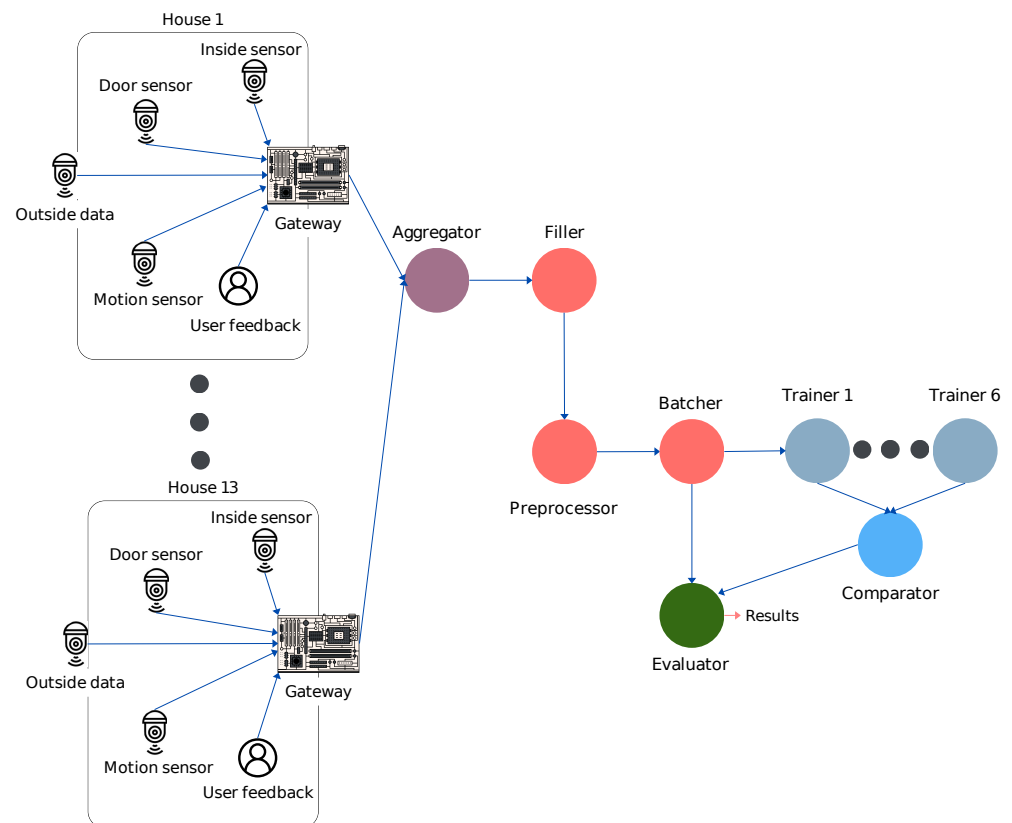 House 1
Inside sensor
Door sensor
Outside data
Gateway
Motion sensor
User feedback
Aggregator
Filler
Trainer 1
Trainer 6
Batcher
Preprocessor
House 13
Inside sensor
Door sensor
Comparator
Results
Evaluator
Outside data
Gateway
Motion sensor
User feedback